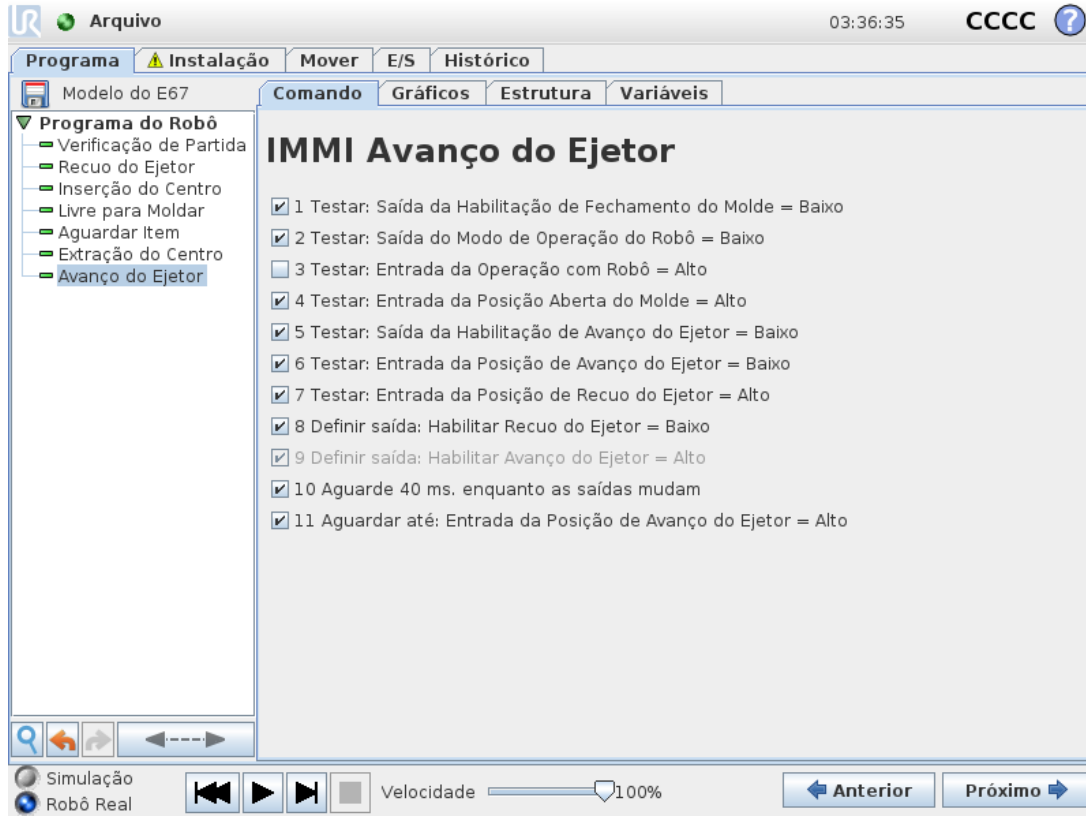 UR Arquivo 03:36:35 CCCC ?
Programa Instalação Mover E/S Histórico
Modelo do E67
Comando Gráficos Estrutura Variáveis
Programa do Robô
Verificação de Partida
Recuo do Ejetor
Inserção do Centro
Livre para Moldar
Aguardar Item
Extração do Centro
Avanço do Ejetor
IMMI Avanço do Ejetor
1 Testar: Saída da Habilitação de Fechamento do Molde = Baixo
2 Testar: Saída do Modo de Operação do Robô = Baixo
3 Testar: Entrada da Operação com Robô = Alto
4 Testar: Entrada da Posição Aberta do Molde = Alto
5 Testar: Saída da Habilitação de Avanço do Ejetor = Baixo
6 Testar: Entrada da Posição de Avanço do Ejetor = Baixo
7 Testar: Entrada da Posição de Recuo do Ejetor = Alto
8 Definir saída: Habilitar Recuo do Ejetor = Baixo
9 Definir saída: Habilitar Avanço do Ejetor = Alto
10 Aguarde 40 ms. enquanto as saídas mudam
11 Aguardar até: Entrada da Posição de Avanço do Ejetor = Alto
Simulação
Robô Real
Velocidade 100%
Anterior Próximo